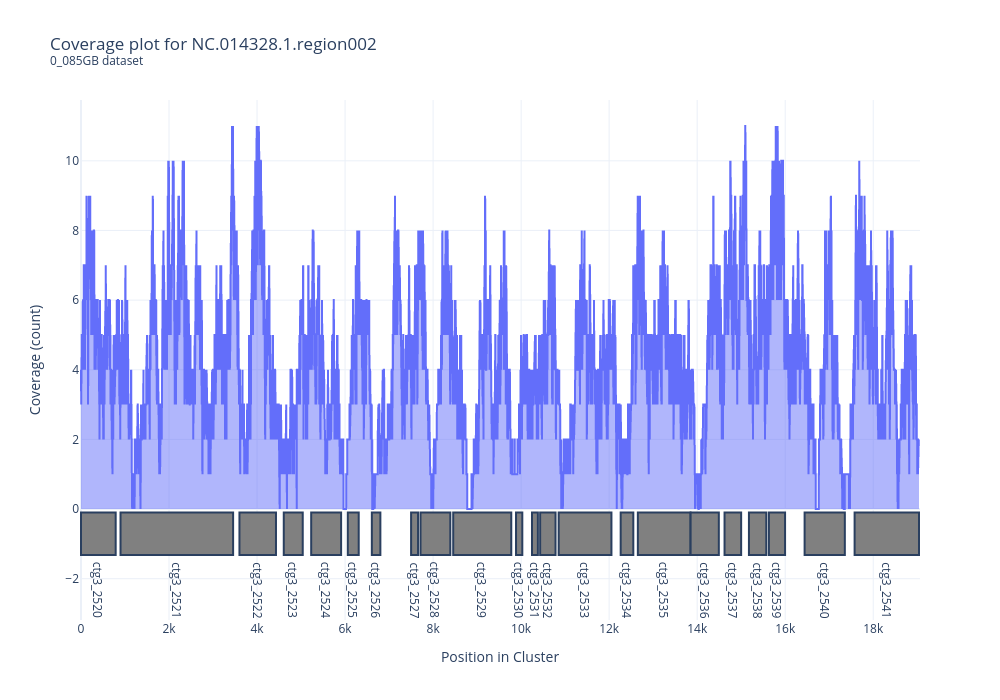 Coverage plot for NC.014328.1.region002
0_085GB dataset
10
8
6
4
2
0
−2
Coverage (count)
ctg3_2520
ctg3_2521
ctg3_2522
ctg3_2523
ctg3_2524
ctg3_2525
ctg3_2526
ctg3_2527
ctg3_2528
ctg3_2529
ctg3_2530
ctg3_2531
ctg3_2532
ctg3_2533
ctg3_2534
ctg3_2535
ctg3_2536
ctg3_2537
ctg3_2538
ctg3_2539
ctg3_2540
ctg3_2541
0 2k 4k 6k 8k 10k 12k 14k 16k 18k
Position in Cluster